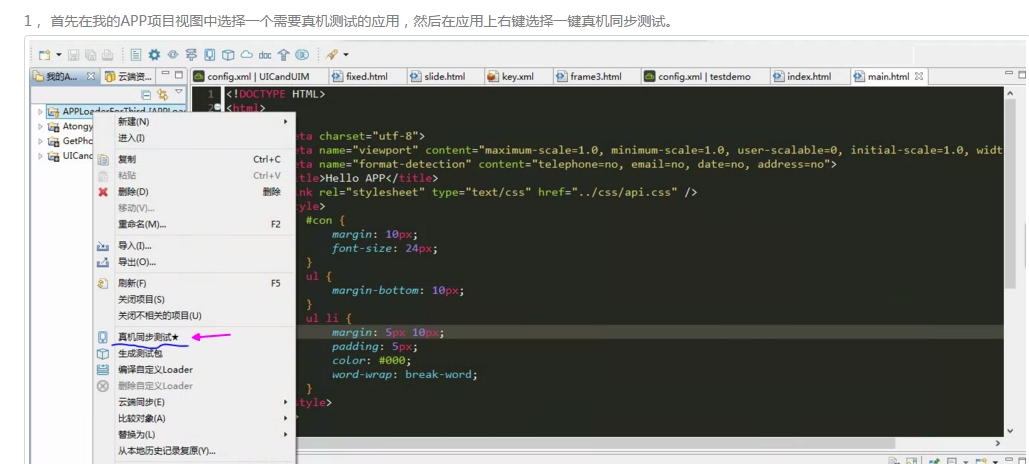 1， 首先在我的APP项目视图中选择一个需要真机测试的应用，然后在应用上右键选择一键真机同步测试。
doc
我的A... 云端资... config.xml | UICandUIM fixed.html slide.html key.xml frame3.html config.xml | testdemo index.html main.html
1 <!DOCTYPE HTML>
APPLoaderForThird [APPLoad
2 <html>
Atongy
GetPho
UICand
新建(N)
进入(I)
复制 Ctrl+C
粘贴 Ctrl+V
删除(D) 删除
移动(V)...
重命名(M)... F2
导入(I)...
导出(O)...
刷新(F) F5
关闭项目(S)
关闭不相关的项目(U)
真机同步测试★
生成测试包
编译自定义Loader
删除自定义Loader
云端同步(E)
比较对象(A)
替换为(L)
从本地历史记录复原(Y)...
eta charset="utf-8">
eta name="viewport" content="maximum-scale=1.0, minimum-scale=1.0, user-scalable=0, initial-scale=1.0, widt
eta name="format-detection" content="telephone=no, email=no, date=no, address=no">
tle>Hello APP</title>
nk rel="stylesheet" type="text/css" href="../css/api.css" />
tyle>
#con {
margin: 10px;
font-size: 24px;
}
ul {
margin-bottom: 10px;
}
ul li {
margin: 5px 10px;
padding: 5px;
color: #000;
word-wrap: break-word;
}
style>
>